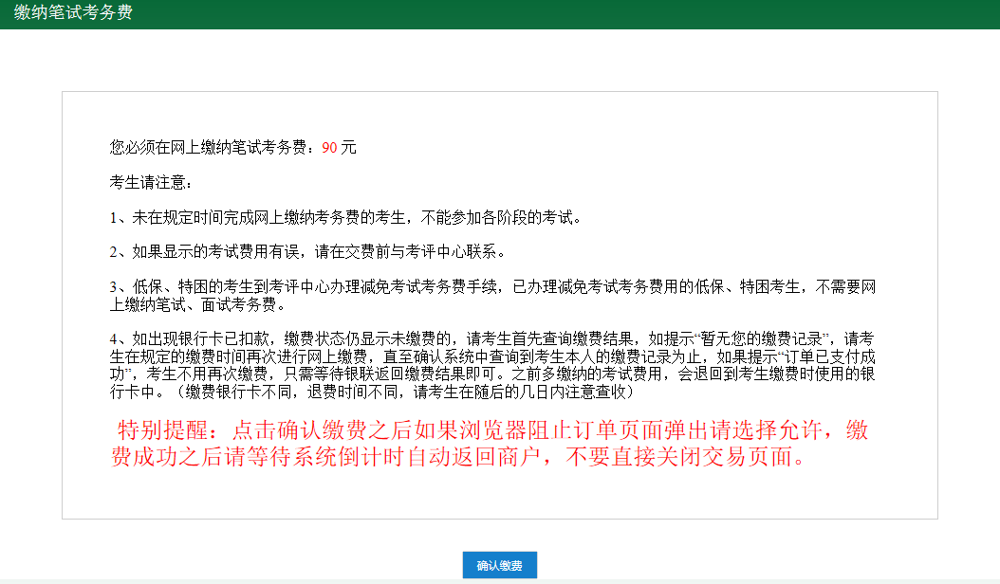 缴纳笔试考务费
您必须在网上缴纳笔试考务费：90 元
考生请注意：
1、未在规定时间完成网上缴纳考务费的考生，不能参加各阶段的考试。
2、如果显示的考试费用有误，请在交费前与考评中心联系。
3、低保、特困的考生到考评中心办理减免考试考务费手续，已办理减免考试考务费用的低保、特困考生，不需要网
上缴纳笔试、面试考务费。
4、如出现银行卡已扣款，缴费状态仍显示未缴费的，请考生首先查询缴费结果，如提示“暂无您的缴费记录”，请考
生在规定的缴费时间再次进行网上缴费，直至确认系统中查询到考生本人的缴费记录为止，如果提示“订单已支付成
功”，考生不用再次缴费，只需等待银联返回缴费结果即可。之前多缴纳的考试费用，会退回到考生缴费时使用的银
行卡中。（缴费银行卡不同，退费时间不同，请考生在随后的几日内注意查收）
特别提醒：点击确认缴费之后如果浏览器阻止订单页面弹出请选择允许，缴
费成功之后请等待系统倒计时自动返回商户，不要直接关闭交易页面。
确认缴费